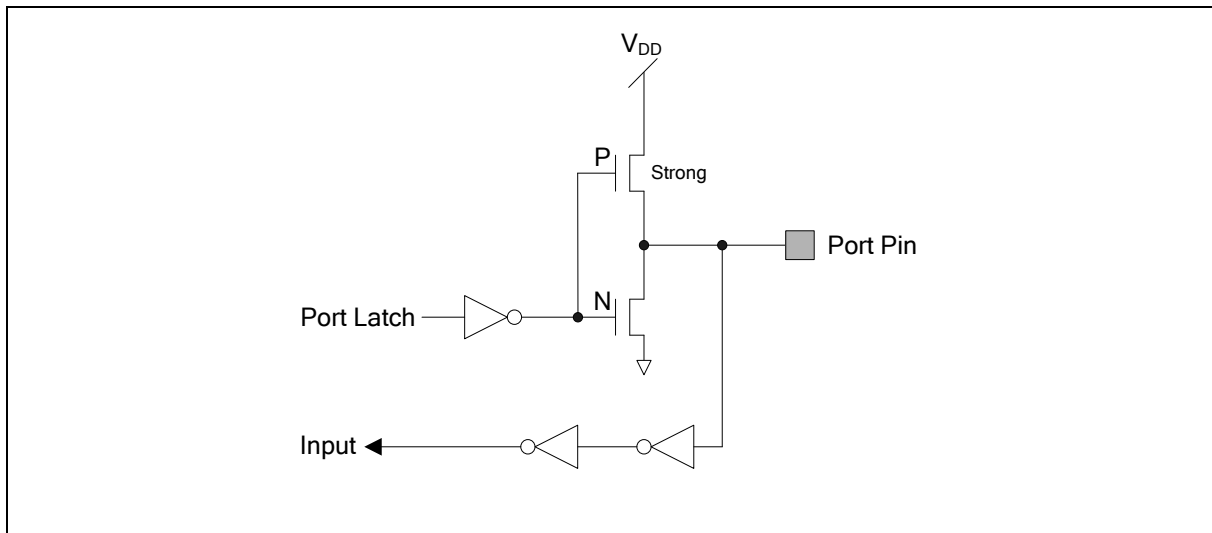 V_DD
P
Strong
Port Pin
N
Port Latch
Input